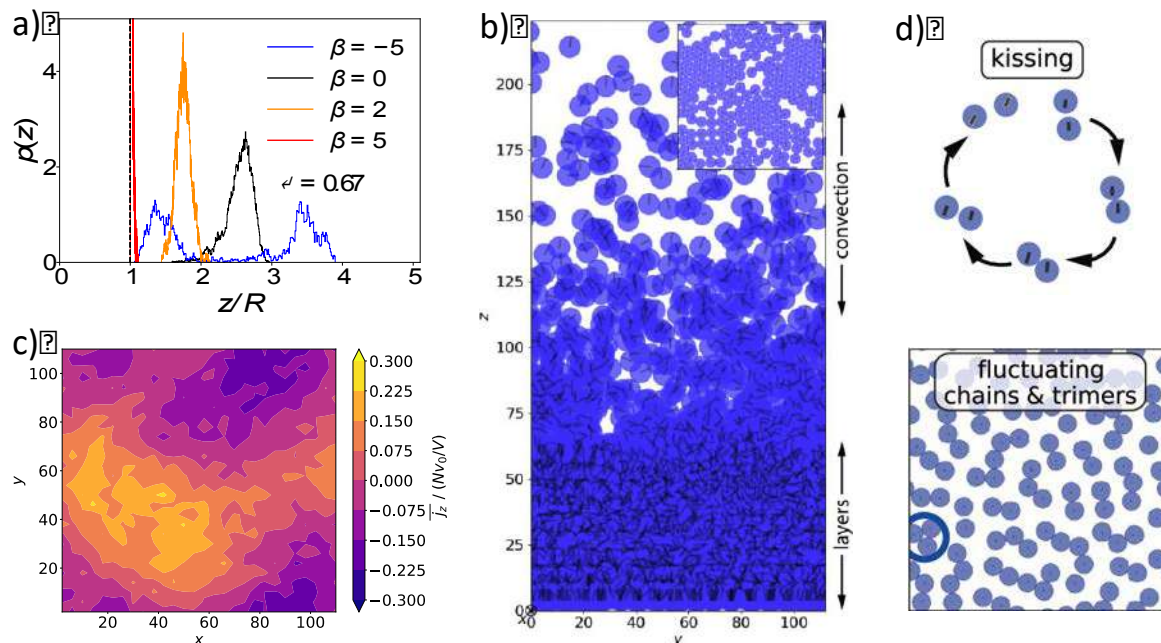 a)
p(z)
4
2
0
0 1 2 3 4 5
z/R
β = −5
β = 0
β = 2
β = 5
= 0.67
b)
z
200
175
150
125
100
75
50
25
0
0 20 40 60 80 100
y
convection
layers
c)
y
100
80
60
40
20
20 40 60 80 100
x
0.300
0.225
0.150
0.075
0.000
−0.075
−0.150
−0.225
−0.300
j_z / (Nv₀/V)
d)
kissing
fluctuating
chains & trimers